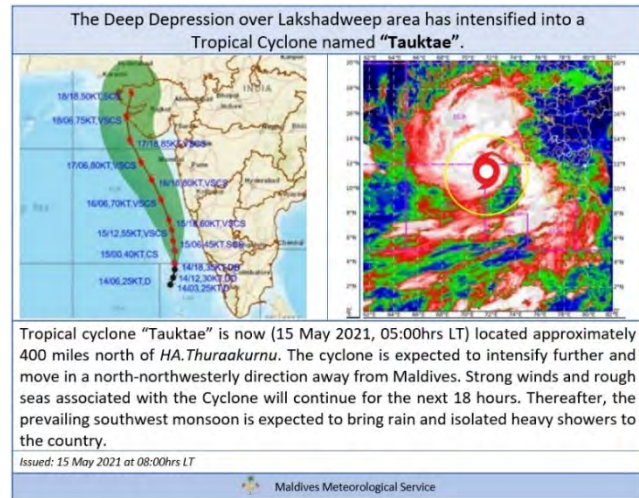 The Deep Depression over Lakshadweep area has intensified into a
Tropical Cyclone named “Tauktae”.
INDIA
18/18,50KT,SCS
18/06,75KT,VSCS
17/18,85KT,VSCS
17/06,80KT,VSCS
16/18,80KT,VSCS
16/06,70KT,VSCS
15/18,60KT,VSCS
15/12,55KT,VSCS
15/06,45KT,SCS
15/00,40KT,CS
14/18,35KT,DD
14/12,30KT,DD
14/06,25KT,D
14/03,25KT,D
Tropical cyclone “Tauktae” is now (15 May 2021, 05:00hrs LT) located approximately
400 miles north of HA.Thuraakurnu. The cyclone is expected to intensify further and
move in a north-northwesterly direction away from Maldives. Strong winds and rough
seas associated with the Cyclone will continue for the next 18 hours. Thereafter, the
prevailing southwest monsoon is expected to bring rain and isolated heavy showers to
the country.
Issued: 15 May 2021 at 08:00hrs LT
Maldives Meteorological Service